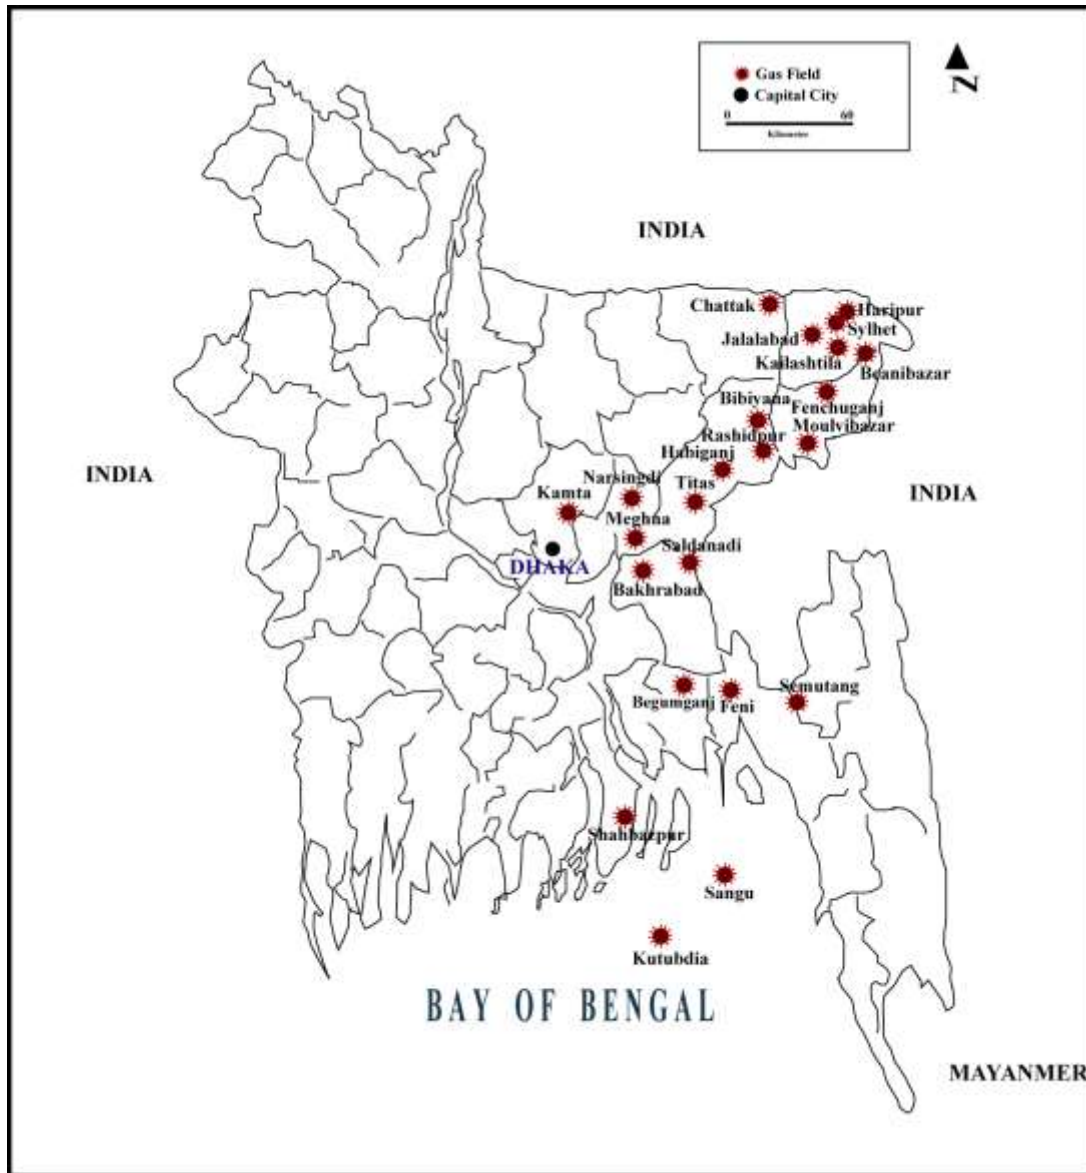 Gas Field
Capital City
0 60
Kilometer
N
INDIA
Chattak
Haripur
Sylhet
Jalalabad
Kailashtila
Beanibazar
Bibiyana
Fenchuganj
Moulvibazar
Rashidpur
Habiganj
INDIA
Narsingdi
Titas
INDIA
Kamta
Meghna
Saldanadi
DHAKA
Bakhrabad
Semutang
Begumganj
Feni
Shahbazpur
Sangu
Kutubdia
BAY OF BENGAL
MAYANMER